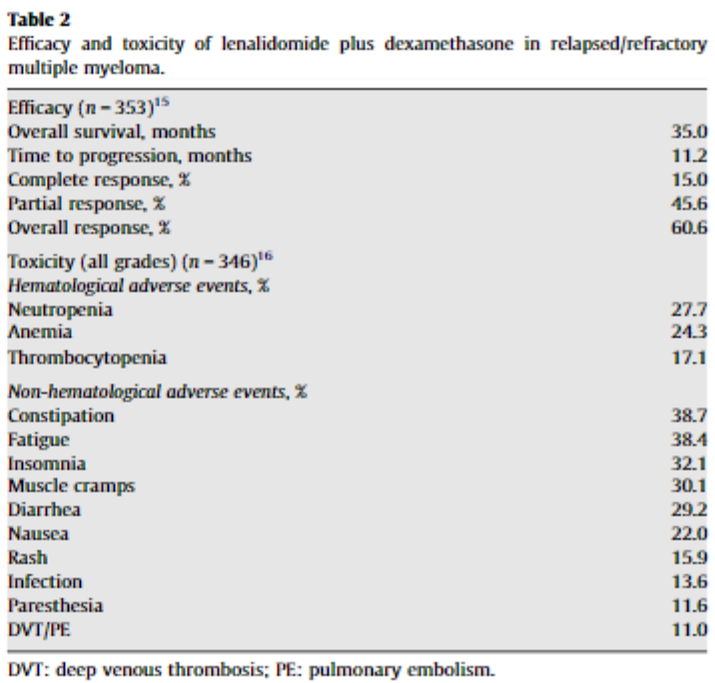 Table 2
Efficacy and toxicity of lenalidomide plus dexamethasone in relapsed/refractory
multiple myeloma.
Efficacy (n = 353)15
Overall survival, months 35.0
Time to progression, months 11.2
Complete response, % 15.0
Partial response, % 45.6
Overall response, % 60.6
Toxicity (all grades) (n = 346)16
Hematological adverse events, %
Neutropenia 27.7
Anemia 24.3
Thrombocytopenia 17.1
Non-hematological adverse events, %
Constipation 38.7
Fatigue 38.4
Insomnia 32.1
Muscle cramps 30.1
Diarrhea 29.2
Nausea 22.0
Rash 15.9
Infection 13.6
Paresthesia 11.6
DVT/PE 11.0
DVT: deep venous thrombosis; PE: pulmonary embolism.